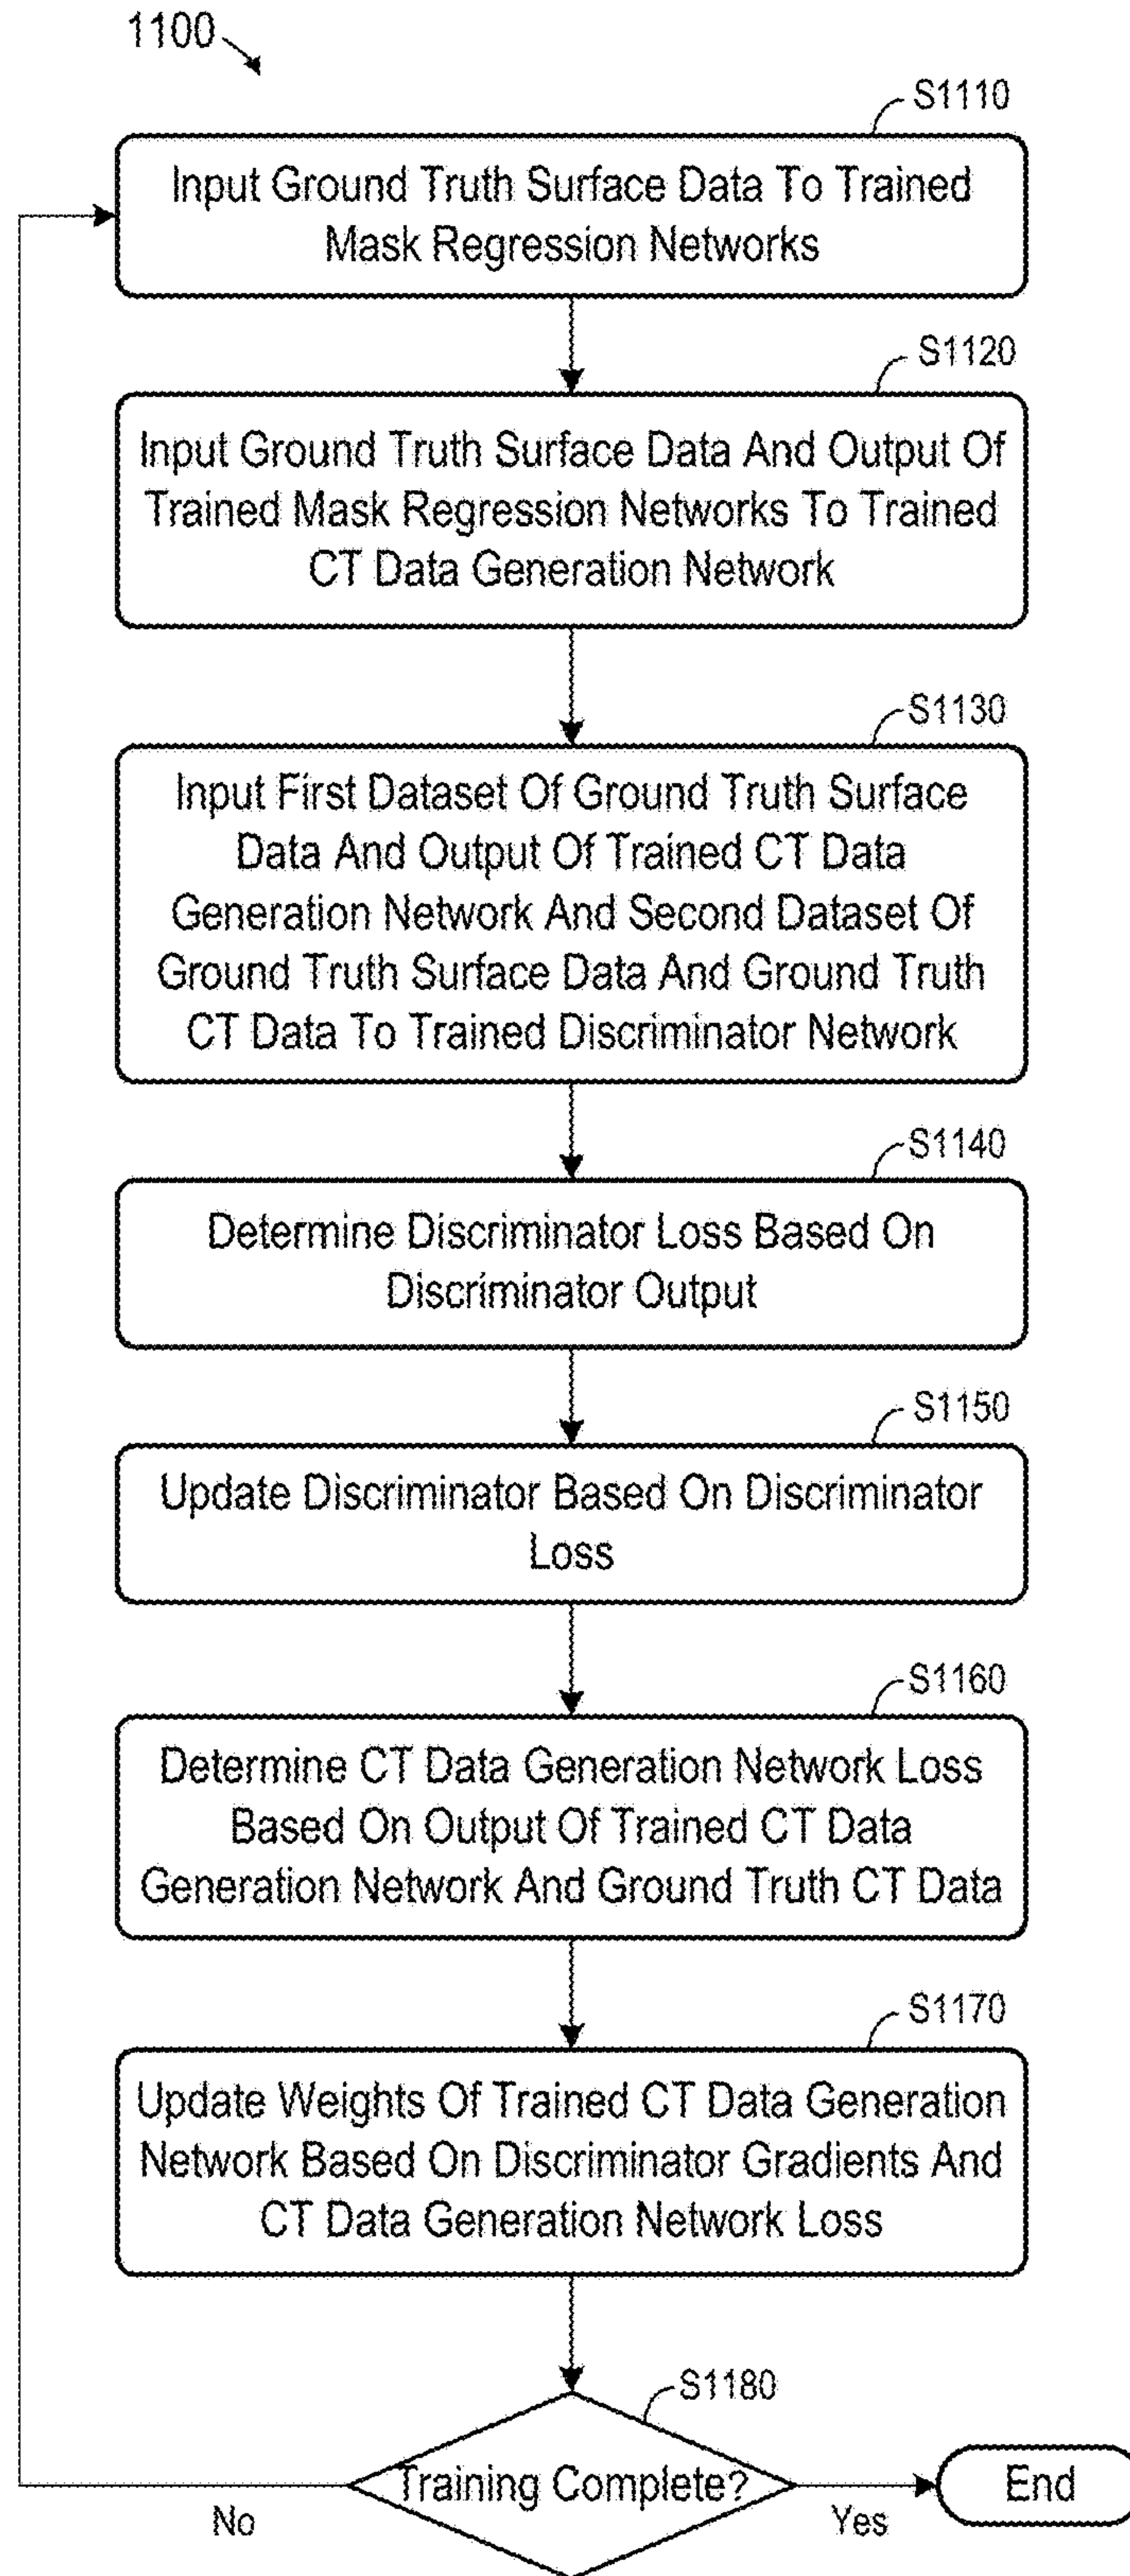 1100
S1110
Input Ground Truth Surface Data To Trained
Mask Regression Networks
S1120
Input Ground Truth Surface Data And Output Of
Trained Mask Regression Networks To Trained
CT Data Generation Network
S1130
Input First Dataset Of Ground Truth Surface
Data And Output Of Trained CT Data
Generation Network And Second Dataset Of
Ground Truth Surface Data And Ground Truth
CT Data To Trained Discriminator Network
S1140
Determine Discriminator Loss Based On
Discriminator Output
S1150
Update Discriminator Based On Discriminator
Loss
S1160
Determine CT Data Generation Network Loss
Based On Output Of Trained CT Data
Generation Network And Ground Truth CT Data
S1170
Update Weights Of Trained CT Data Generation
Network Based On Discriminator Gradients And
CT Data Generation Network Loss
S1180
Training Complete?
End
No
Yes